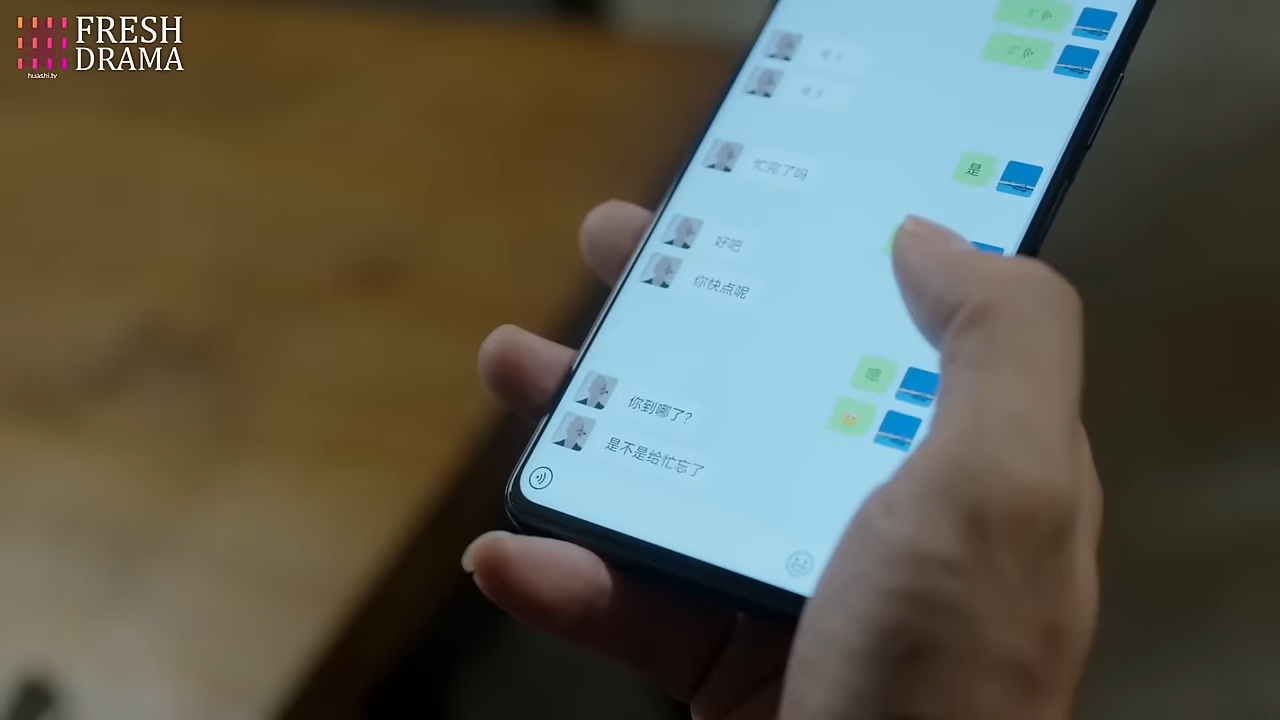 FRESH
DRAMA
huashi.tv
是
忙完了吗
好吧
你快点呢
嗯
你到哪了?
是不是给忙忘了